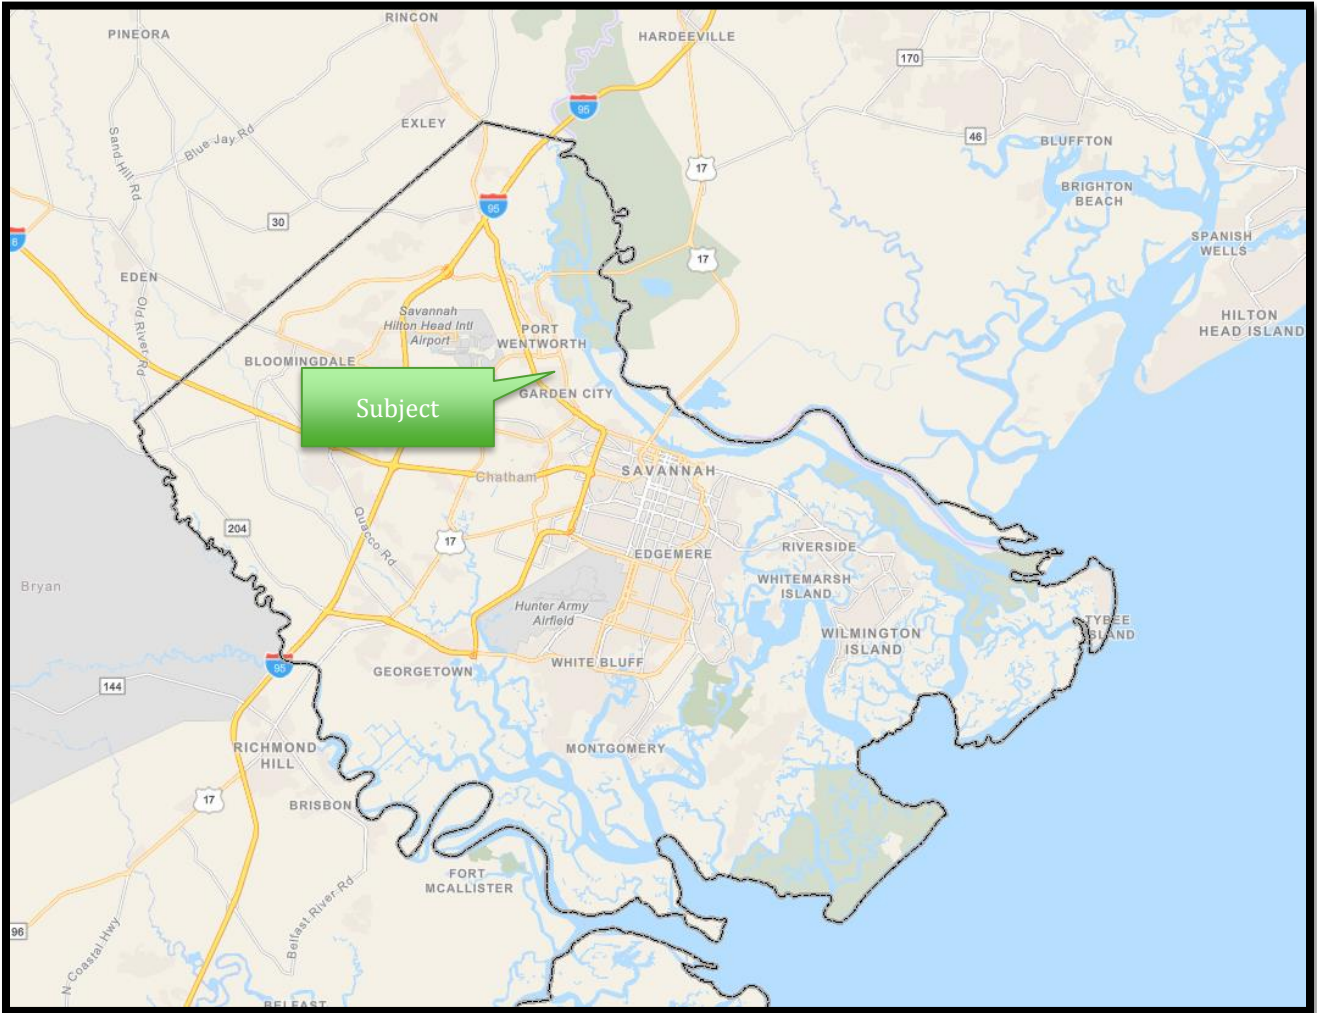 RINCON
PINEORA
HARDEEVILLE
170
95
EXLEY
Sand Hill Rd
Blue Jay Rd
46
BLUFFTON
17
BRIGHTON
BEACH
95
30
SPANISH
WELLS
17
EDEN
Old River Rd
Savannah
Hilton Head Intl
Airport
PORT
WENTWORTH
HILTON
HEAD ISLAND
BLOOMINGDALE
Subject
GARDEN CITY
SAVANNAH
Chatham
204
Quacco Rd
17
EDGEMERE
RIVERSIDE
Bryan
WHITEMARSH
ISLAND
Hunter Army
Airfield
TYBEE
ISLAND
WILMINGTON
ISLAND
WHITE BLUFF
95
GEORGETOWN
144
RICHMOND
HILL
MONTGOMERY
17
BRISBON
FORT
MCALLISTER
Belfast River Rd
96
N Coastal Hwy
BELFAST